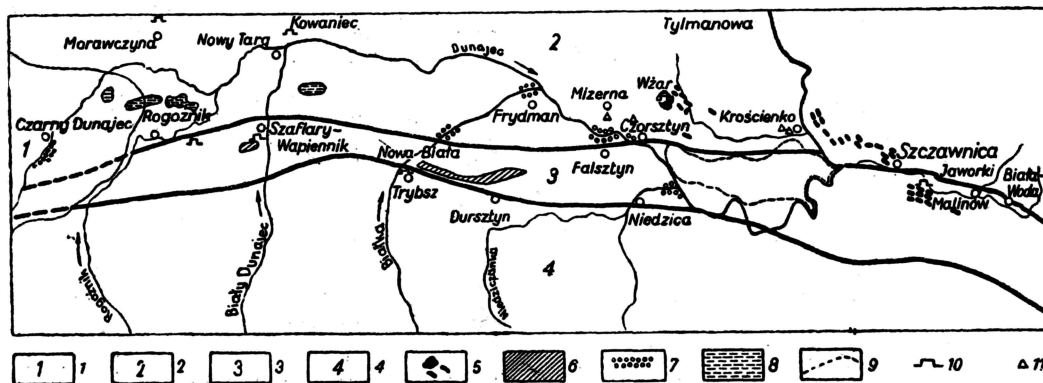 Kowaniec
Tylmanowa
Morawczyna
Nowy Targ
Dunajec
2
Wżar
Mizerna
Rogoźnik
Frydman
Krościenko
Czarny Dunajec
Szaflary-
Wapiennik
Czorsztyn
1
Szczawnica
Nowa Biała
Falsztyn
3
Jaworki
Biała
Woda
Trybsz
Dursztyn
Niedzica
Malinów
Rogoźnik
Biały Dunajec
Białka
Niedziczanka
4
1 1 2 2 3 3 4 4 5 6 7 8 9 10 11